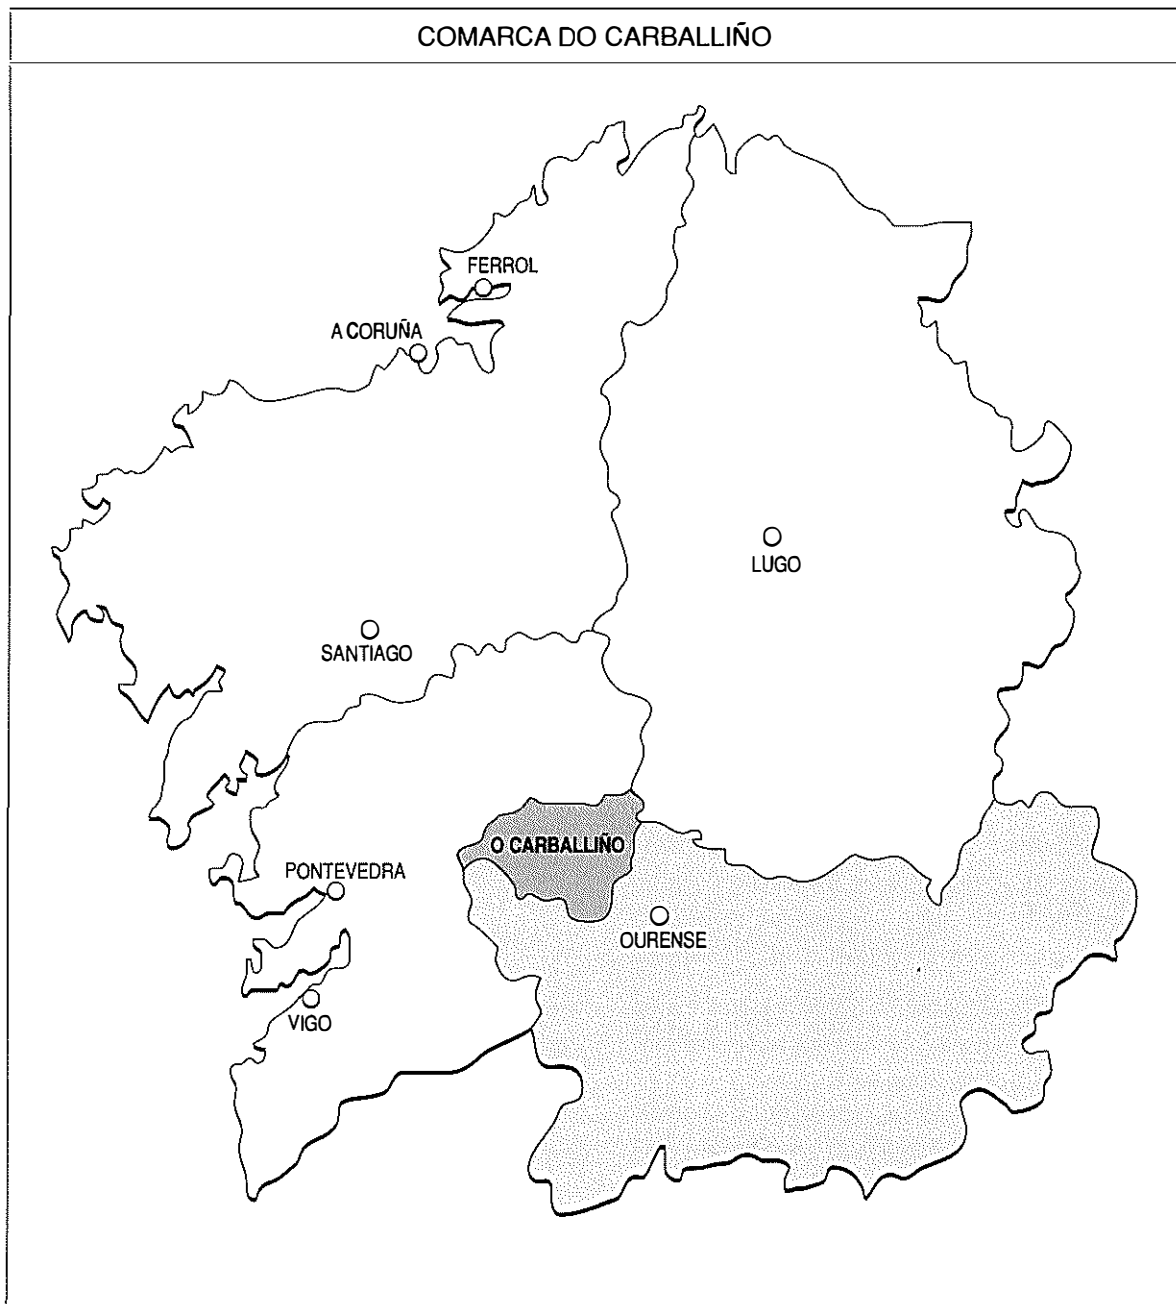 COMARCA DO CARBALLIÑO
FERROL
A CORUÑA
LUGO
SANTIAGO
O CARBALLIÑO
PONTEVEDRA
OURENSE
VIGO